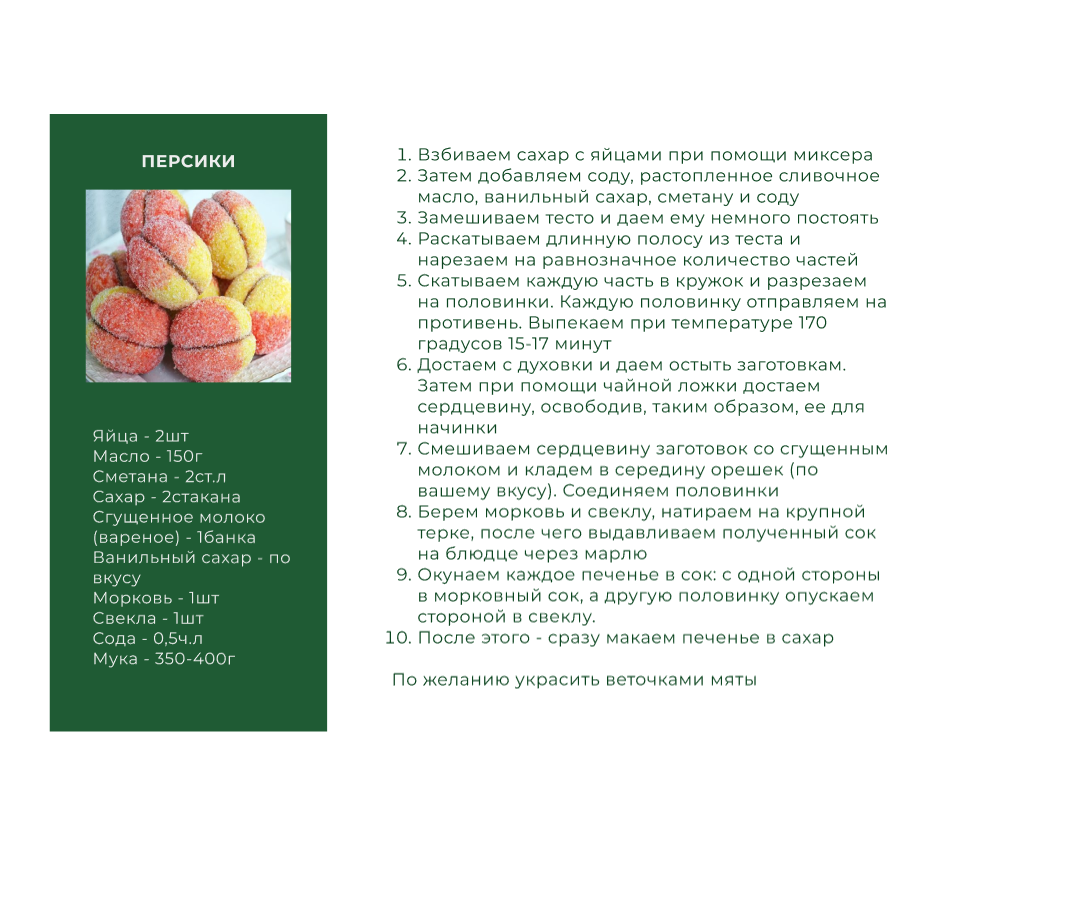 ПЕРСИКИ
Яйца - 2шт
Масло - 150г
Сметана - 2ст.л
Сахар - 2стакана
Сгущенное молоко
(вареное) - 1банка
Ванильный сахар - по
вкусу
Морковь - 1шт
Свекла - 1шт
Сода - 0,5ч.л
Мука - 350-400г
1. Взбиваем сахар с яйцами при помощи миксера
2. Затем добавляем соду, растопленное сливочное
масло, ванильный сахар, сметану и соду
3. Замешиваем тесто и даем ему немного постоять
4. Раскатываем длинную полосу из теста и
нарезаем на равнозначное количество частей
5. Скатываем каждую часть в кружок и разрезаем
на половинки. Каждую половинку отправляем на
противень. Выпекаем при температуре 170
градусов 15-17 минут
6. Достаем с духовки и даем остыть заготовкам.
Затем при помощи чайной ложки достаем
сердцевину, освободив, таким образом, ее для
начинки
7. Смешиваем сердцевину заготовок со сгущенным
молоком и кладем в середину орешек (по
вашему вкусу). Соединяем половинки
8. Берем морковь и свеклу, натираем на крупной
терке, после чего выдавливаем полученный сок
на блюдце через марлю
9. Окунаем каждое печенье в сок: с одной стороны
в морковный сок, а другую половинку опускаем
стороной в свеклу.
10. После этого - сразу макаем печенье в сахар
По желанию украсить веточками мяты